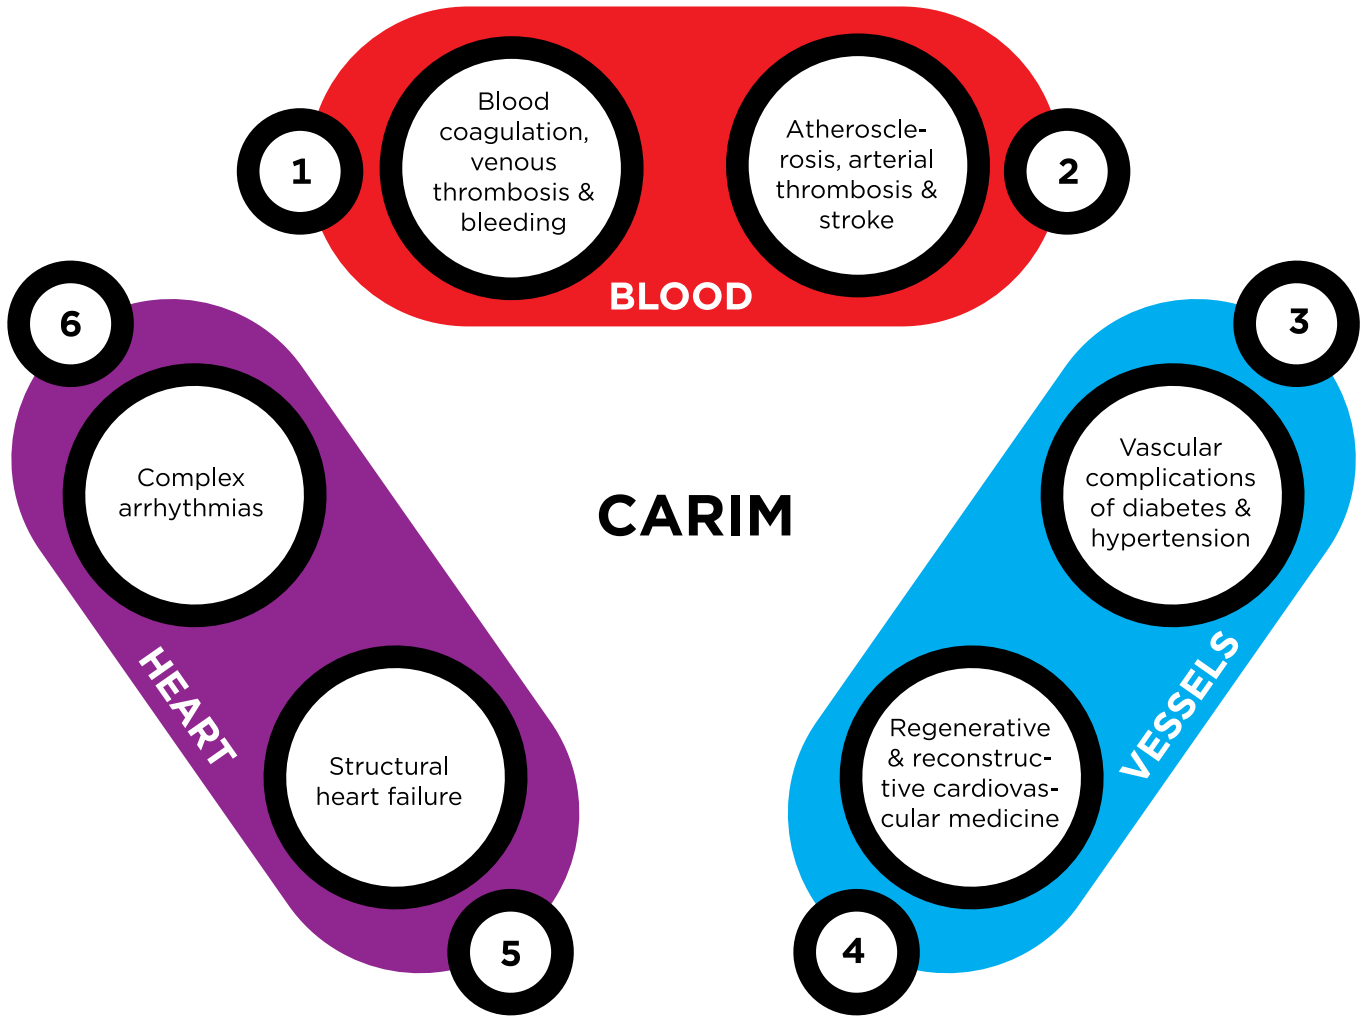 1
Blood
coagulation,
venous
thrombosis &
bleeding
Atheroscle-
rosis, arterial
thrombosis &
stroke
2
BLOOD
6
Complex
arrhythmias
HEART
Structural
heart failure
5
CARIM
3
Vascular
complications
of diabetes &
hypertension
VESSELS
Regenerative
& reconstruc-
tive cardiovas-
cular medicine
4